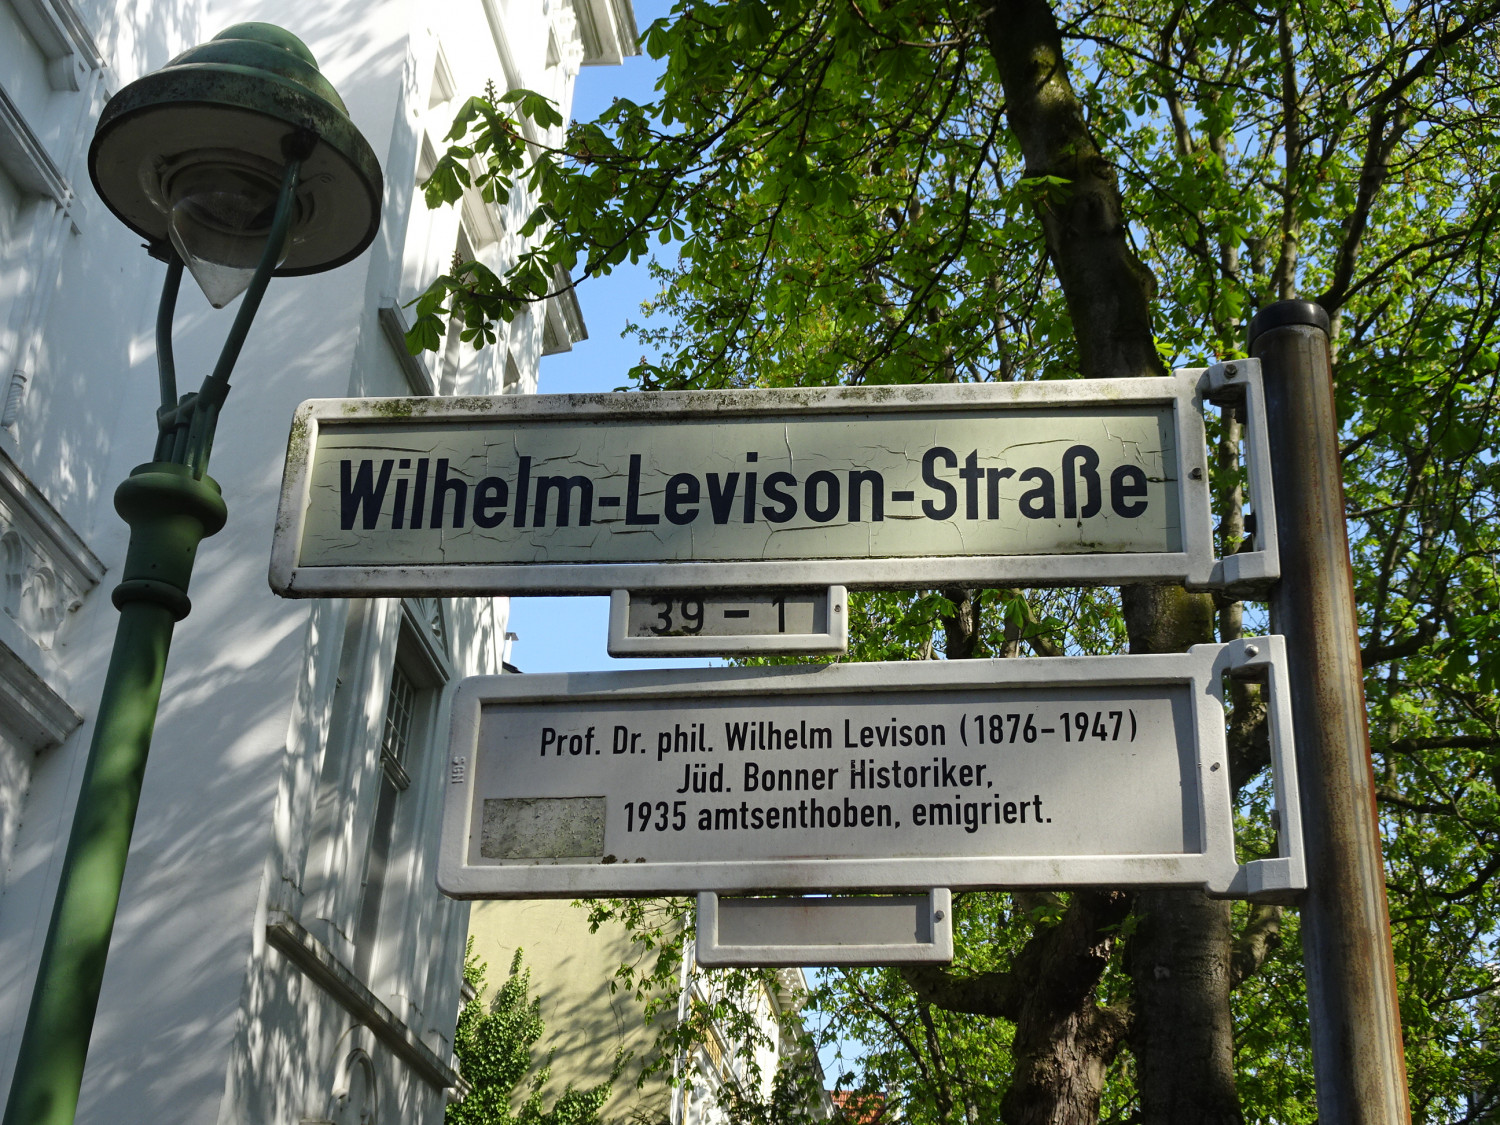 Wilhelm-Levison-Straße
39 – 1
Prof. Dr. phil. Wilhelm Levison (1876-1947)
Jüd. Bonner Historiker,
1935 amtsenthoben, emigriert.